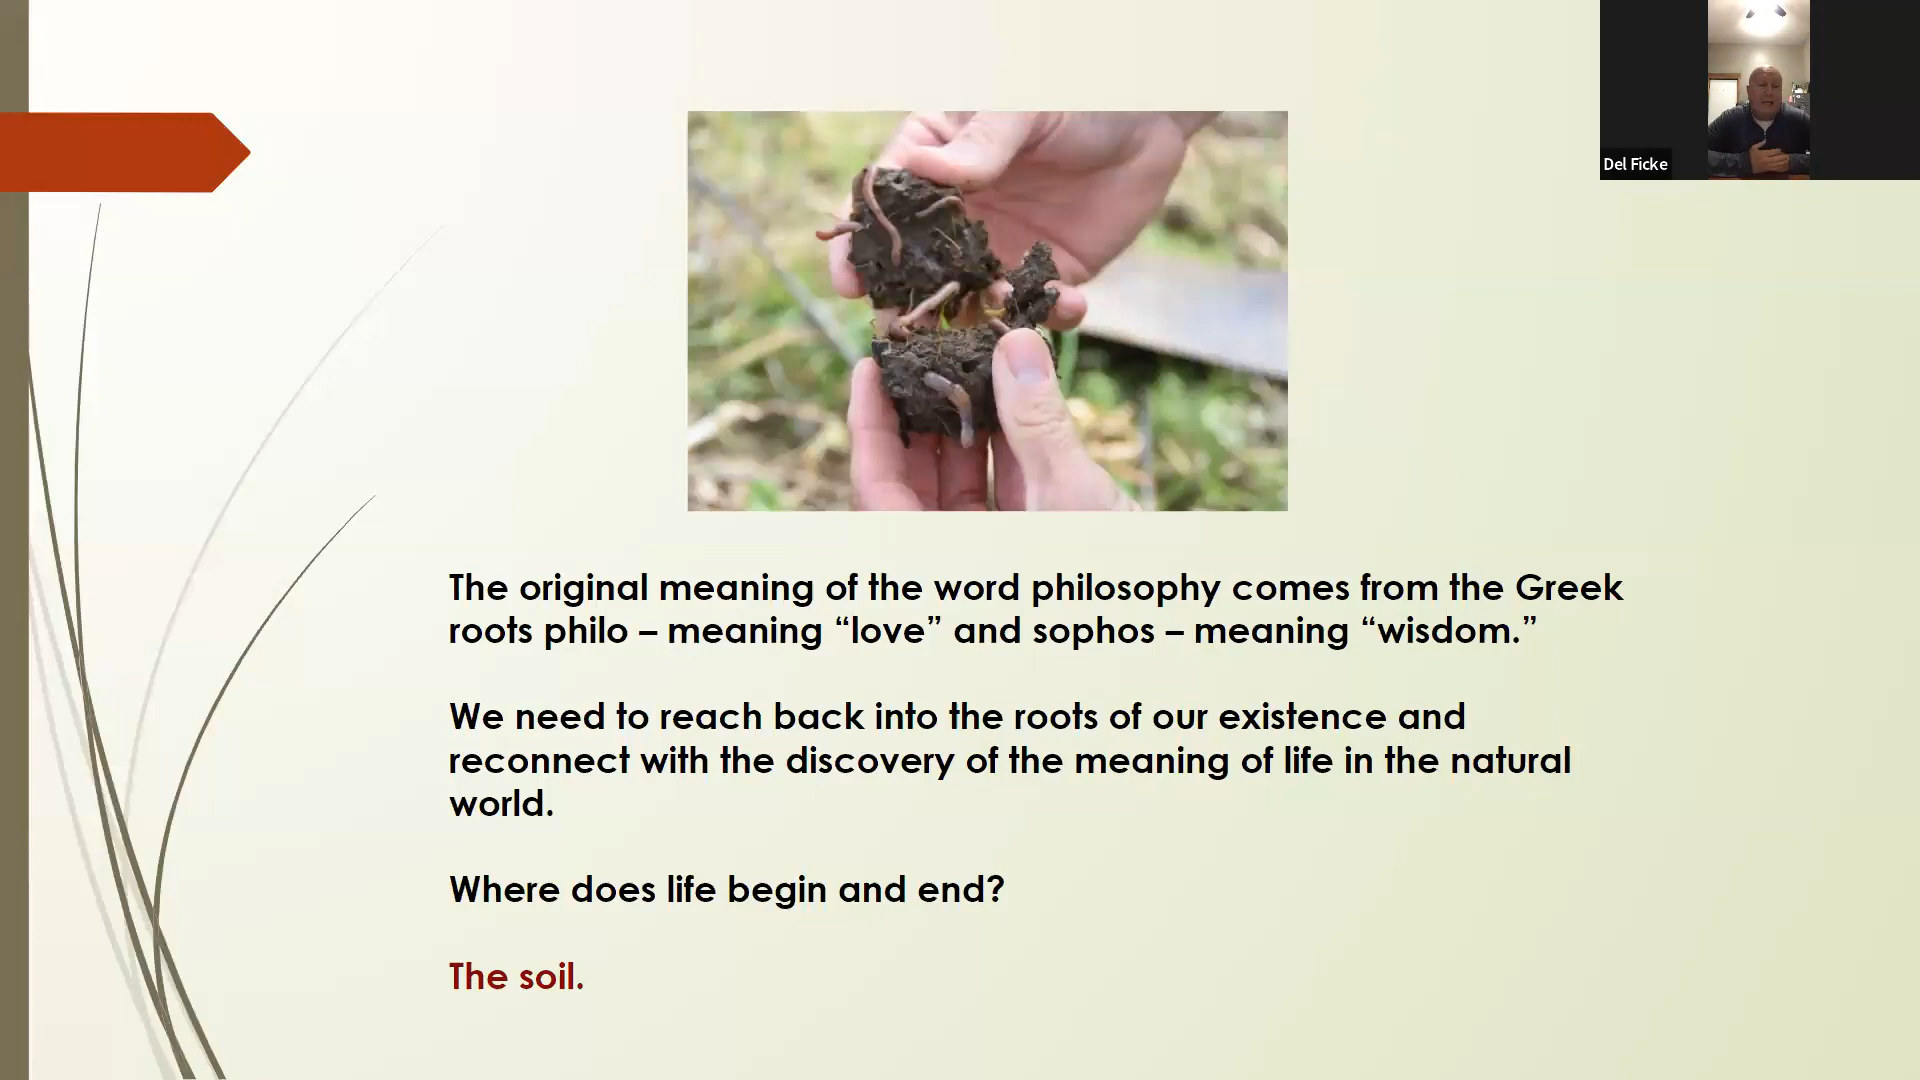 Del Ficke
The original meaning of the word philosophy comes from the Greek
roots philo – meaning “love” and sophos – meaning “wisdom.”
We need to reach back into the roots of our existence and
reconnect with the discovery of the meaning of life in the natural
world.
Where does life begin and end?
The soil.